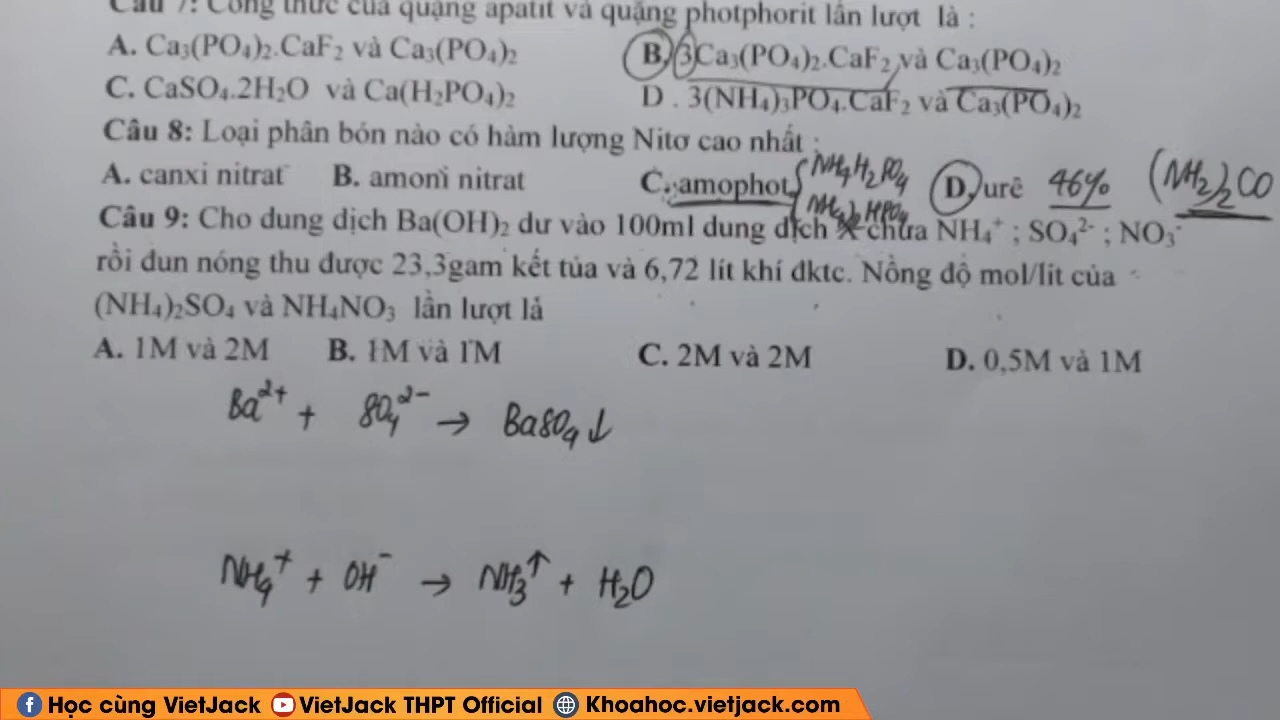 Câu 7: Công thức của quặng apatit và quặng photphorit lần lượt là :
A. Ca₃(PO₄)₂.CaF₂ và Ca₃(PO₄)₂ B. 3Ca₃(PO₄)₂.CaF₂ và Ca₃(PO₄)₂
C. CaSO₄.2H₂O và Ca(H₂PO₄)₂ D . 3(NH₄)₃PO₄.CaF₂ và Ca₃(PO₄)₂
Câu 8: Loại phân bón nào có hàm lượng Nitơ cao nhất :
NH₄H₂PO₄
A. canxi nitrat B. amoni nitrat C. amophot D. urê 46% (NH₂)₂CO
(NH₄)₂HPO₄
Câu 9: Cho dung dịch Ba(OH)₂ dư vào 100ml dung dịch X chứa NH₄⁺ ; SO₄²⁻ ; NO₃⁻
rồi đun nóng thu được 23,3gam kết tủa và 6,72 lít khí đktc. Nồng độ mol/lit của
(NH₄)₂SO₄ và NH₄NO₃ lần lượt là
A. 1M và 2M B. 1M và 1M C. 2M và 2M D. 0,5M và 1M
Ba²⁺ + SO₄²⁻ → BaSO₄↓
NH₄⁺ + OH⁻ → NH₃↑ + H₂O
Học cùng VietJack VietJack THPT Official Khoahoc.vietjack.com